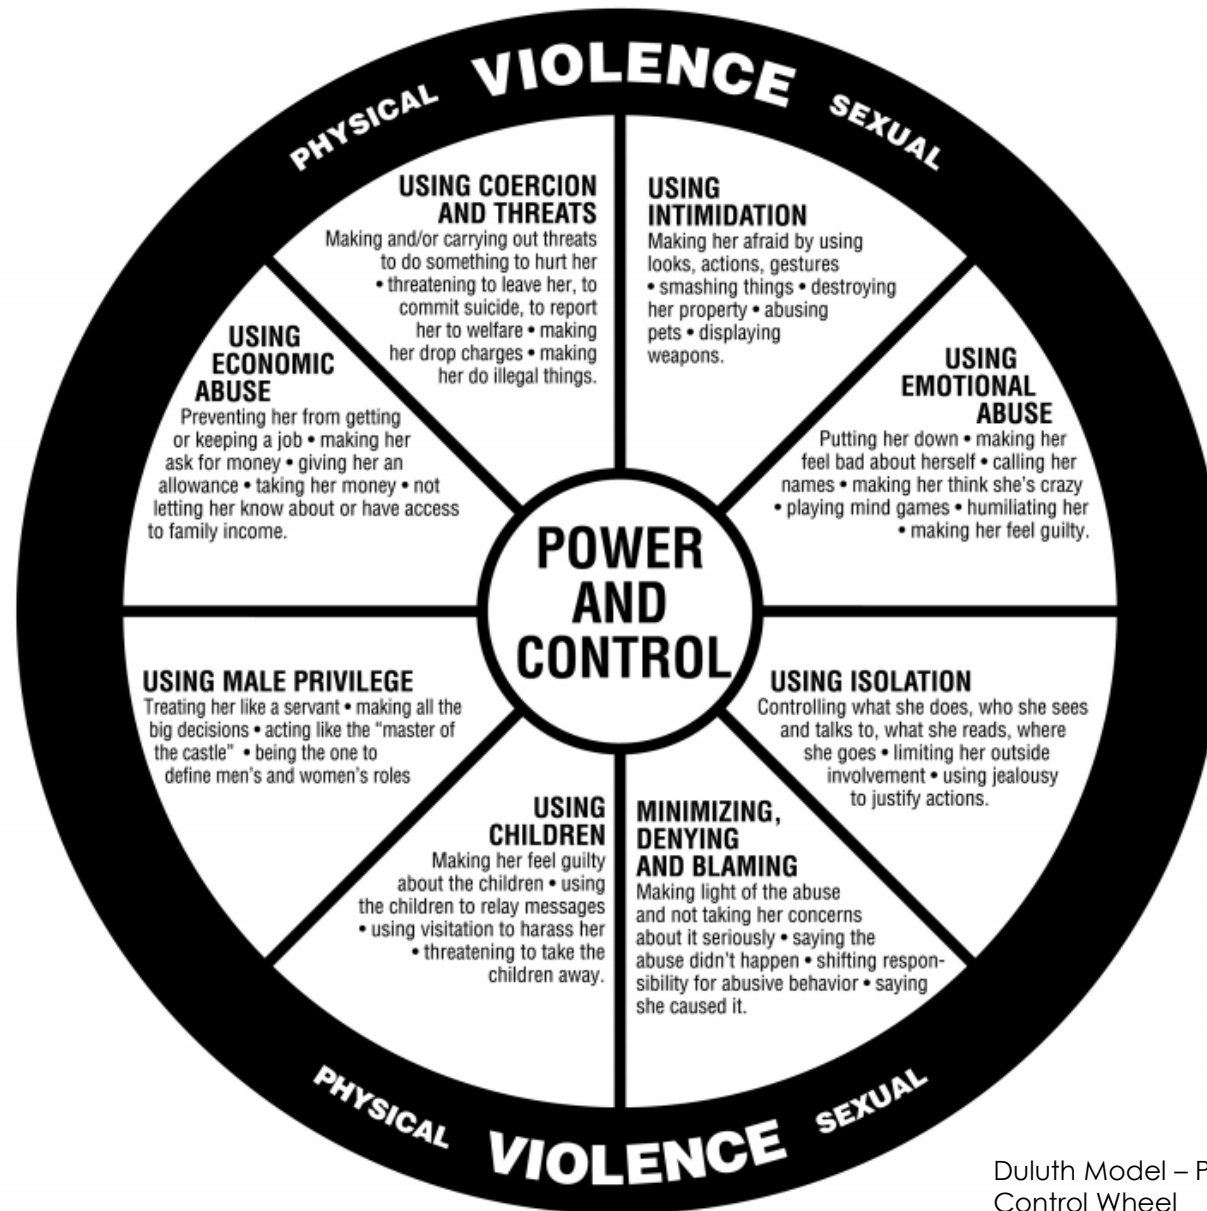 PHYSICAL VIOLENCE SEXUAL
USING COERCION
AND THREATS
Making and/or carrying out threats
to do something to hurt her
• threatening to leave her, to
commit suicide, to report
her to welfare • making
her drop charges • making
her do illegal things.
USING
INTIMIDATION
Making her afraid by using
looks, actions, gestures
• smashing things • destroying
her property • abusing
pets • displaying
weapons.
USING
EMOTIONAL
ABUSE
Putting her down • making her
feel bad about herself • calling her
names • making her think she's crazy
• playing mind games • humiliating her
• making her feel guilty.
USING ISOLATION
Controlling what she does, who she sees
and talks to, what she reads, where
she goes • limiting her outside
involvement • using jealousy
to justify actions.
MINIMIZING,
DENYING
AND BLAMING
Making light of the abuse
and not taking her concerns
about it seriously • saying the
abuse didn't happen • shifting respon-
sibility for abusive behavior • saying
she caused it.
USING
CHILDREN
Making her feel guilty
about the children • using
the children to relay messages
• using visitation to harass her
• threatening to take the
children away.
USING MALE PRIVILEGE
Treating her like a servant • making all the
big decisions • acting like the "master of
the castle" • being the one to
define men's and women's roles
USING
ECONOMIC
ABUSE
Preventing her from getting
or keeping a job • making her
ask for money • giving her an
allowance • taking her money • not
letting her know about or have access
to family income.
POWER
AND
CONTROL
PHYSICAL VIOLENCE SEXUAL
Duluth Model –
Control Wheel